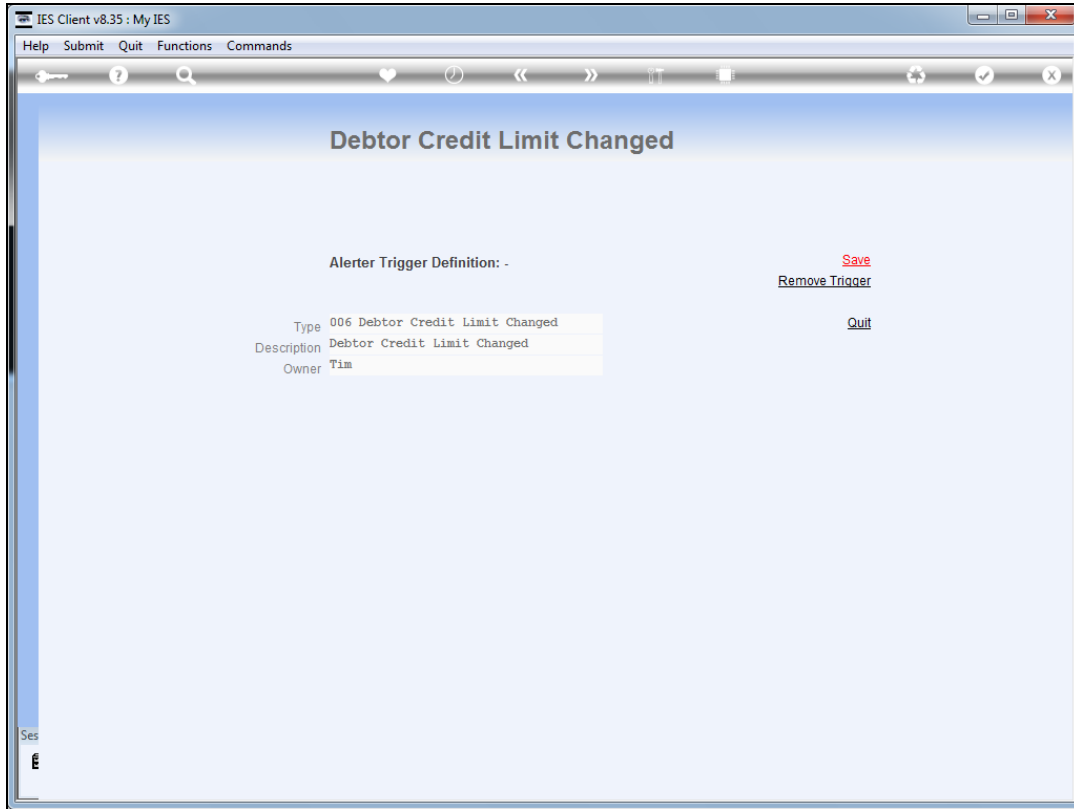 IES Client v8.35 : My IES
Help Submit Quit Functions Commands
Debtor Credit Limit Changed
Alerter Trigger Definition: -
Save
Remove Trigger
Type 006 Debtor Credit Limit Changed
Quit
Description Debtor Credit Limit Changed
Owner Tim
Ses